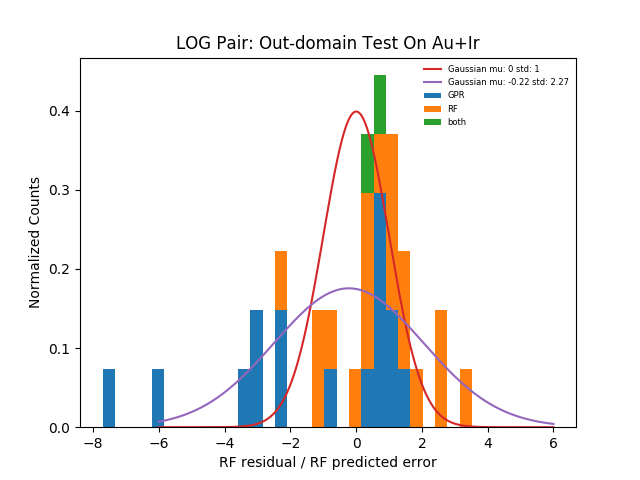 LOG Pair: Out-domain Test On Au+Ir
Gaussian mu: 0 std: 1
Gaussian mu: -0.22 std: 2.27
GPR
RF
both
Normalized Counts
0.4
0.3
0.2
0.1
0.0
−8 −6 −4 −2 0 2 4 6
RF residual / RF predicted error